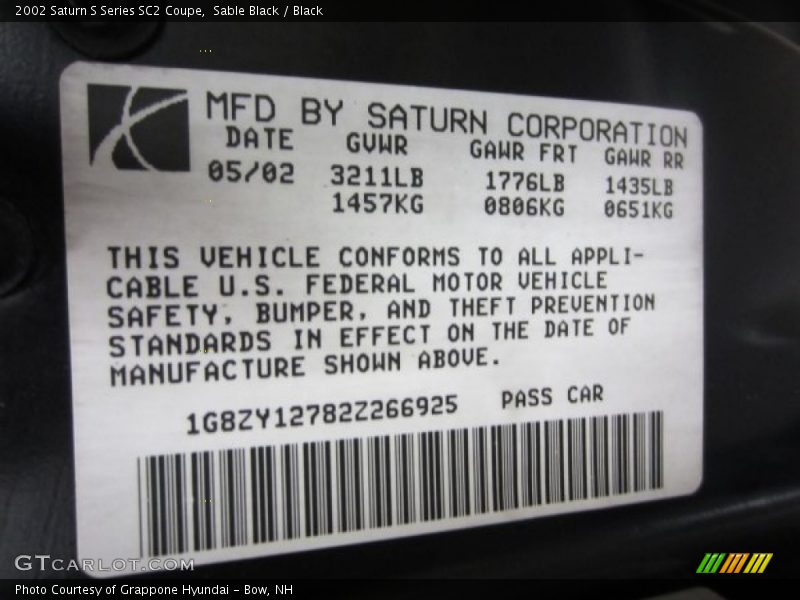 2002 Saturn S Series SC2 Coupe,  Sable Black / Black
MFD BY SATURN CORPORATION
DATE GVWR GAWR FRT GAWR RR
05/02 3211LB 1776LB 1435LB
1457KG 0806KG 0651KG
THIS VEHICLE CONFORMS TO ALL APPLI-
CABLE U.S. FEDERAL MOTOR VEHICLE
SAFETY, BUMPER, AND THEFT PREVENTION
STANDARDS IN EFFECT ON THE DATE OF
MANUFACTURE SHOWN ABOVE.
1G8ZY12782Z266925 PASS CAR
GTCARLOT.COM
Photo Courtesy of Grappone Hyundai - Bow, NH